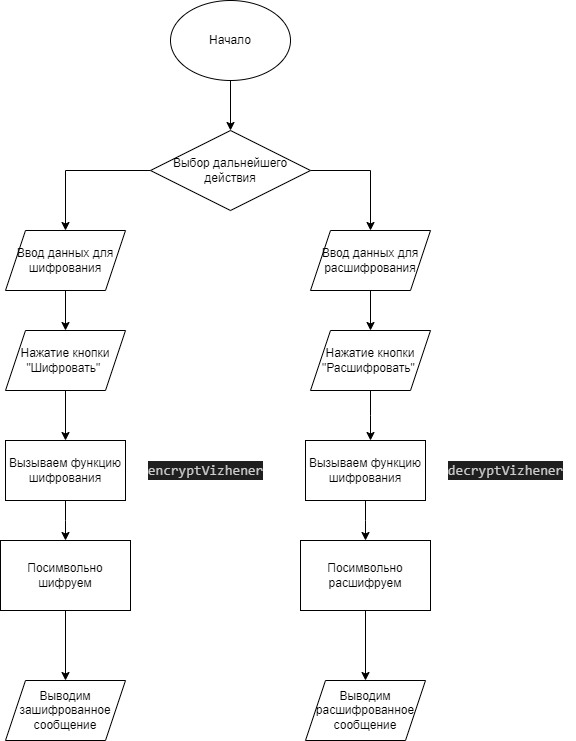 Начало
Выбор дальнейшего
действия
Ввод данных для
шифрования
Ввод данных для
расшифрования
Нажатие кнопки
"Шифровать"
Нажатие кнопки
"Расшифровать"
Вызываем функцию
шифрования
encryptVizhener
Вызываем функцию
шифрования
decryptVizhener
Посимвольно
шифруем
Посимвольно
расшифруем
Выводим
зашифрованное
сообщение
Выводим
расшифрованное
сообщение